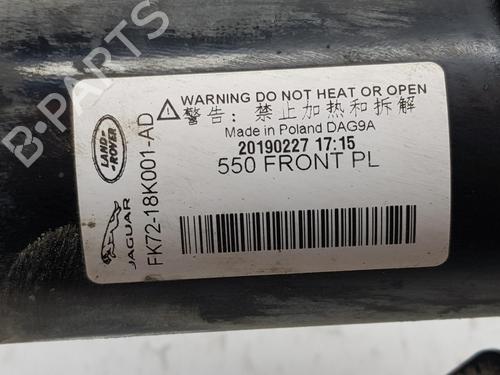 WARNING DO NOT HEAT OR OPEN
警告: 禁止加热和拆解
Made in Poland DAG9A
20190227 17:15
550 FRONT PL
FK72-18K001-AD
LAND-
ROVER
JAGUAR
B-PARTS